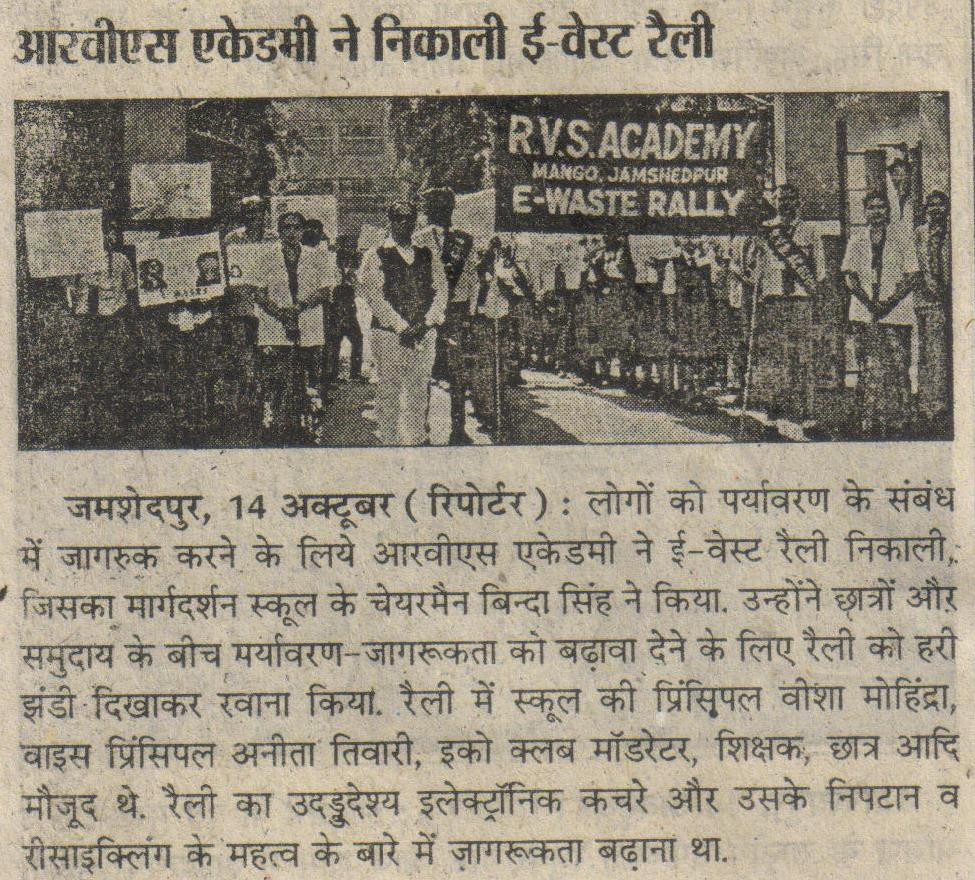 आरवीएस एकेडमी ने निकाली ई-वेस्ट रैली
R.V.S. ACADEMY
MANGO, JAMSHEDPUR
E-WASTE RALLY
जमशेदपुर, 14 अक्टूबर ( रिपोर्टर ) : लोगों को पर्यावरण के संबंध
में जागरुक करने के लिये आरवीएस एकेडमी ने ई-वेस्ट रैली निकाली,
जिसका मार्गदर्शन स्कूल के चेयरमैन बिन्दा सिंह ने किया. उन्होंने छात्रों और
समुदाय के बीच मर्यावरण-जागरूकता को बढ़ावा देने के लिए रैली को हरी
झंडी दिखाकर रवाना किया. रैली में स्कूल की प्रिंसिपल वीशा मोहिंद्रा,
वाइस प्रिंसिपल अनीता तिवारी, इको क्लब मॉडरेटर, शिक्षक, छात्र आदि
मौजूद थे. रैली का उदड्डुदेश्य इलेक्ट्रॉनिक कचरे और उसके निपटान व
रीसाइक्लिंग के महत्व के बारे में जागरूकता बढ़ाना था.